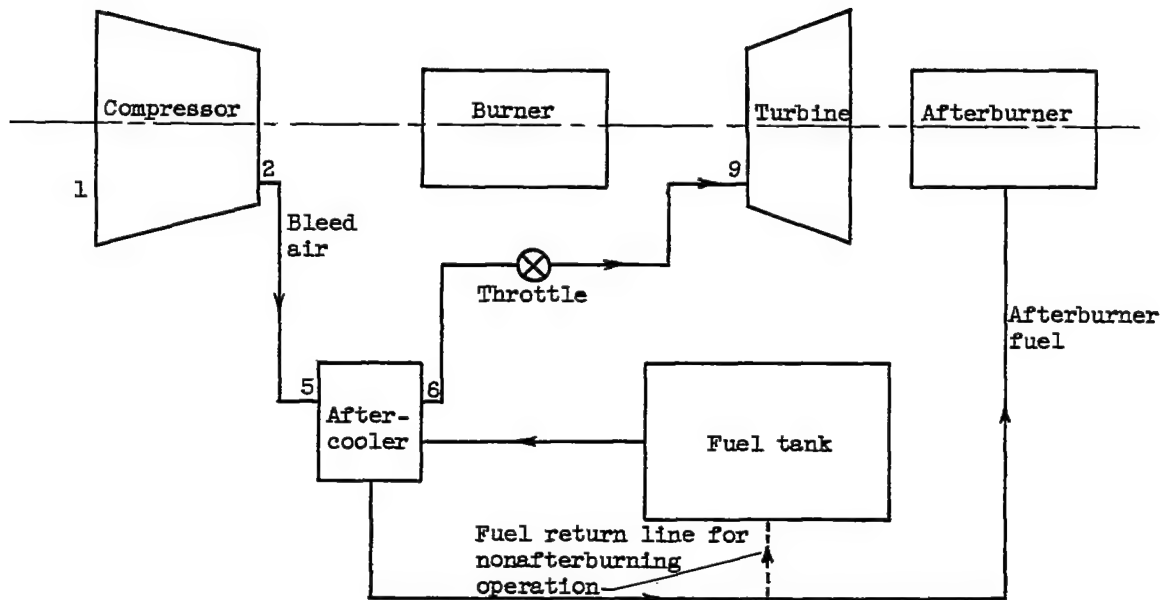 Compressor
Burner
Turbine
Afterburner
1
2
9
Bleed
air
Throttle
Afterburner
fuel
5
6
After-
cooler
Fuel tank
Fuel return line for
nonafterburning
operation